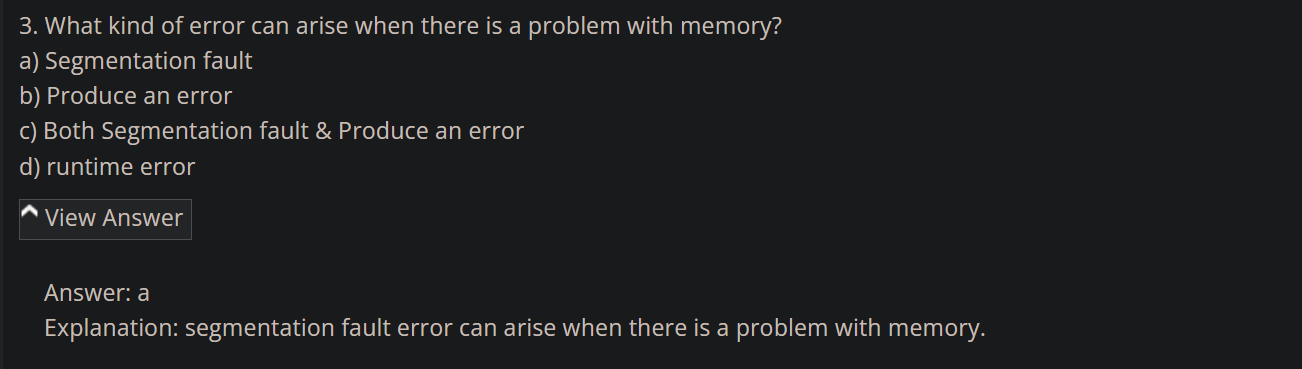 3. What kind of error can arise when there is a problem with memory?
a) Segmentation fault
b) Produce an error
c) Both Segmentation fault & Produce an error
d) runtime error
View Answer
Answer: a
Explanation: segmentation fault error can arise when there is a problem with memory.